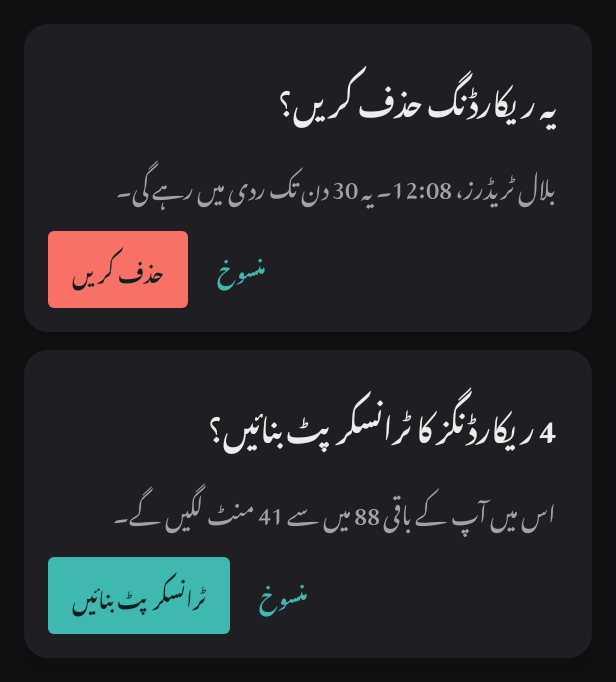 یہ ریکارڈنگ حذف کریں؟
بلال ٹریڈرز، 12:08۔ یہ 30 دن تک ردی میں رہے گی۔
منسوخ
حذف کریں
4 ریکارڈنگز کا ٹرانسکرپٹ بنائیں؟
اس میں آپ کے باقی 88 میں سے 41 منٹ لگیں گے۔
منسوخ
ٹرانسکرپٹ بنائیں